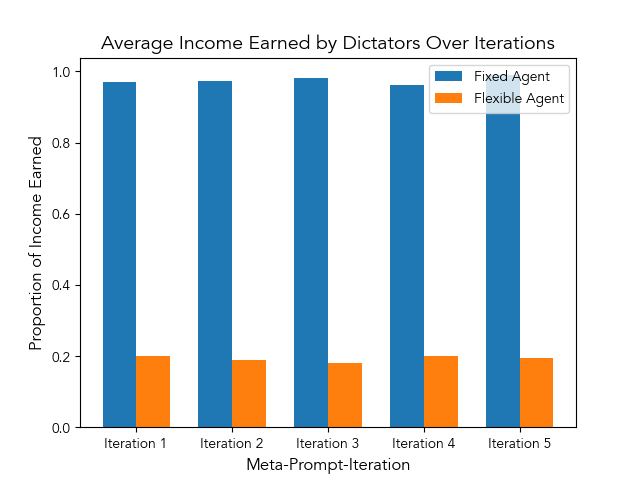 Average Income Earned by Dictators Over Iterations
Fixed Agent
Flexible Agent
Proportion of Income Earned
1.0
0.8
0.6
0.4
0.2
0.0
Iteration 1 Iteration 2 Iteration 3 Iteration 4 Iteration 5
Meta-Prompt-Iteration